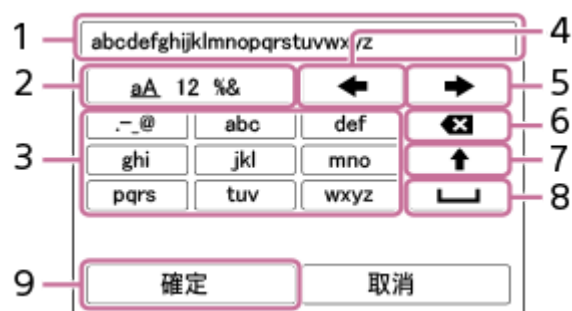 4
1 abcdefghijklmnopqrstuvwxyz
2 aA 12 %& 5
.-_@ abc def 6
3 ghi jkl mno 7
pqrs tuv wxyz 8
9 確定 取消